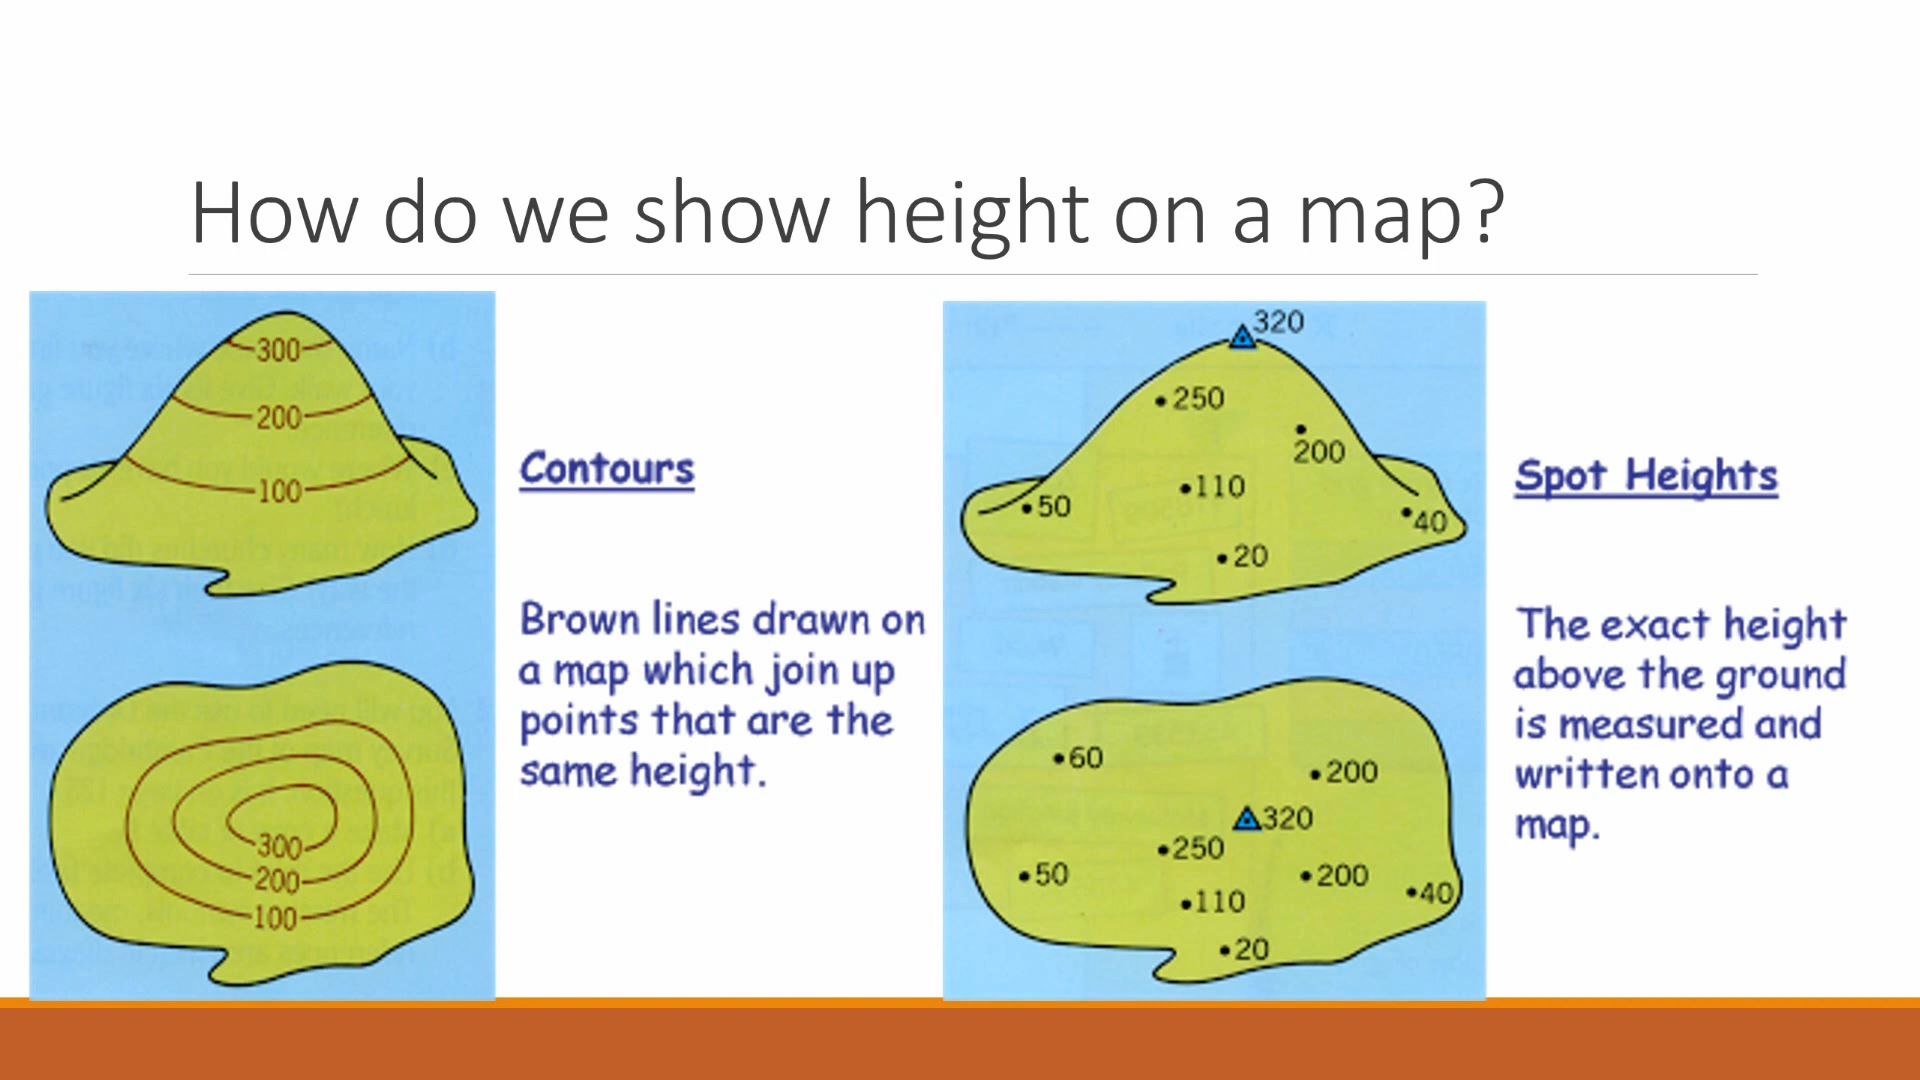 How do we show height on a map?
300
200
100
300
200
100
Contours
Brown lines drawn on
a map which join up
points that are the
same height.
320
250
200
110
50
40
20
60
200
320
250
50
200
110
40
20
Spot Heights
The exact height
above the ground
is measured and
written onto a
map.